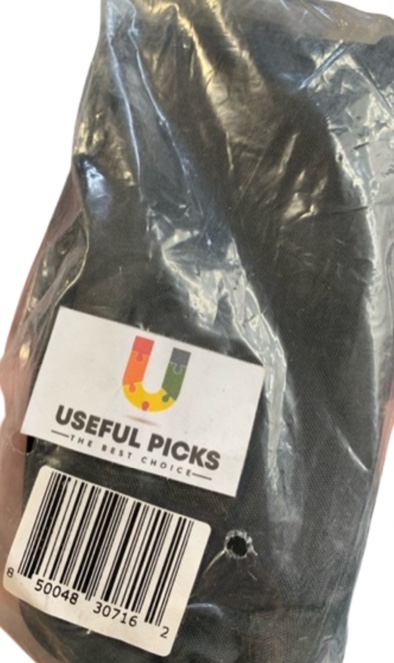 U
USEFUL PICKS
THE BEST CHOICE
8 50048 30716 2